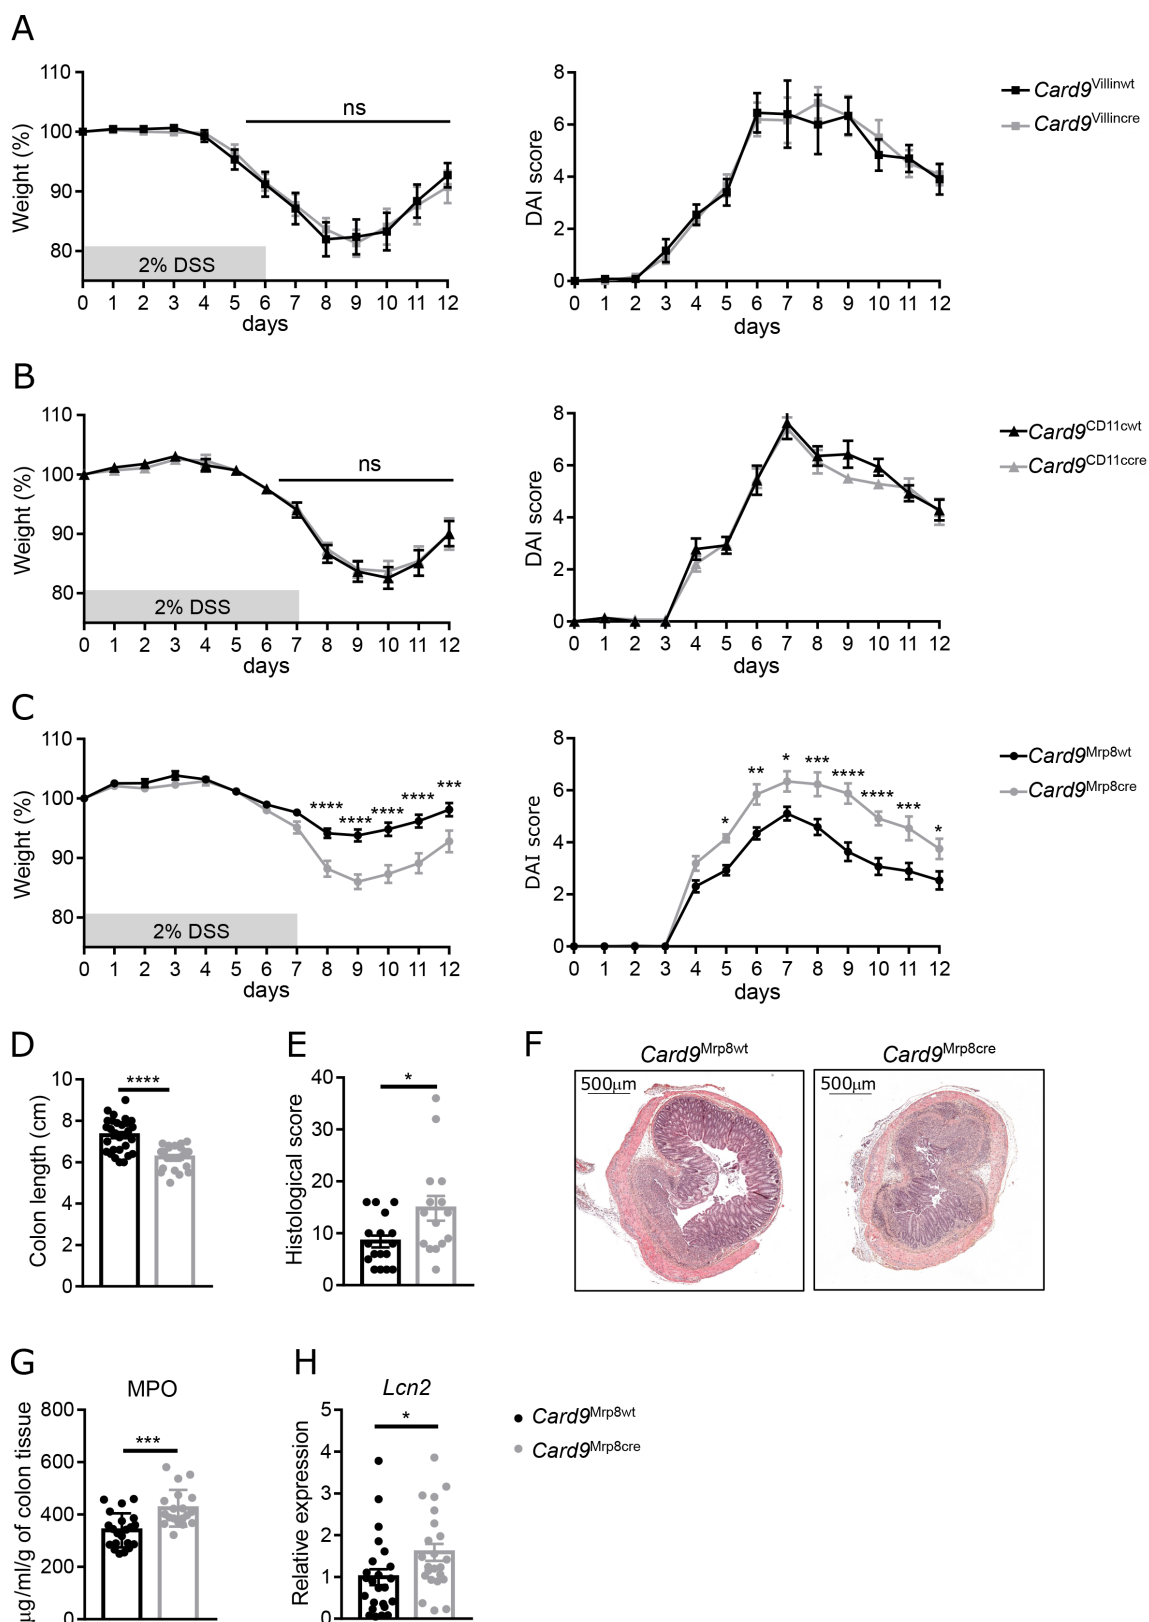 A
110
100
90
80
Weight (%)
ns
2% DSS
0 1 2 3 4 5 6 7 8 9 10 11 12
days
8
6
4
2
0
DAI score
0 1 2 3 4 5 6 7 8 9 10 11 12
days
Card9Villinwt
Card9Villincre
B
110
100
90
80
Weight (%)
ns
2% DSS
0 1 2 3 4 5 6 7 8 9 10 11 12
days
8
6
4
2
0
DAI score
0 1 2 3 4 5 6 7 8 9 10 11 12
days
Card9CD11cwt
Card9CD11ccre
C
110
100
90
80
Weight (%)
**** **** **** **** ***
2% DSS
0 1 2 3 4 5 6 7 8 9 10 11 12
days
8
6
4
2
0
DAI score
* ** * *** **** **** *** *
0 1 2 3 4 5 6 7 8 9 10 11 12
days
Card9Mrp8wt
Card9Mrp8cre
D
10
8
6
4
2
0
Colon length (cm)
****
E
40
30
20
10
0
Histological score
*
F
Card9Mrp8wt
Card9Mrp8cre
500µm
500µm
G
MPO
800
600
400
200
0
µg/ml/g of colon tissue
***
H
Lcn2
5
4
3
2
1
0
Relative expression
*
Card9Mrp8wt
Card9Mrp8cre